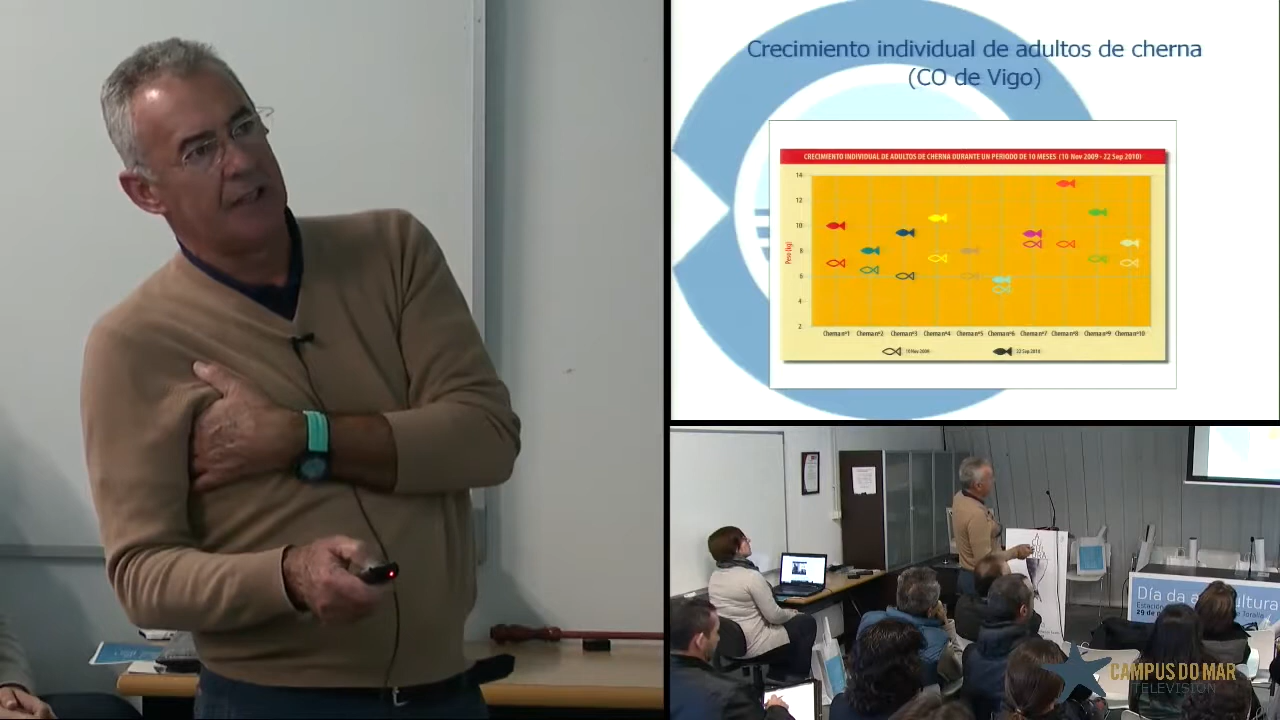 Crecimiento individual de adultos de cherna
(CO de Vigo)
CRECIMIENTO INDIVIDUAL DE ADULTOS DE CHERNA DURANTE UN PERIODO DE 10 MESES (10 Nov 2009 - 22 Sep 2010)
14
12
10
8
6
4
2
Peso (kg)
Cherna nº1 Cherna nº2 Cherna nº3 Cherna nº4 Cherna nº5 Cherna nº6 Cherna nº7 Cherna nº8 Cherna nº9 Cherna nº10
10 Nov 2009 22 Sep 2010
Día da
cultura
29 de
CAMPUS DO MAR
TELEVISIÓN